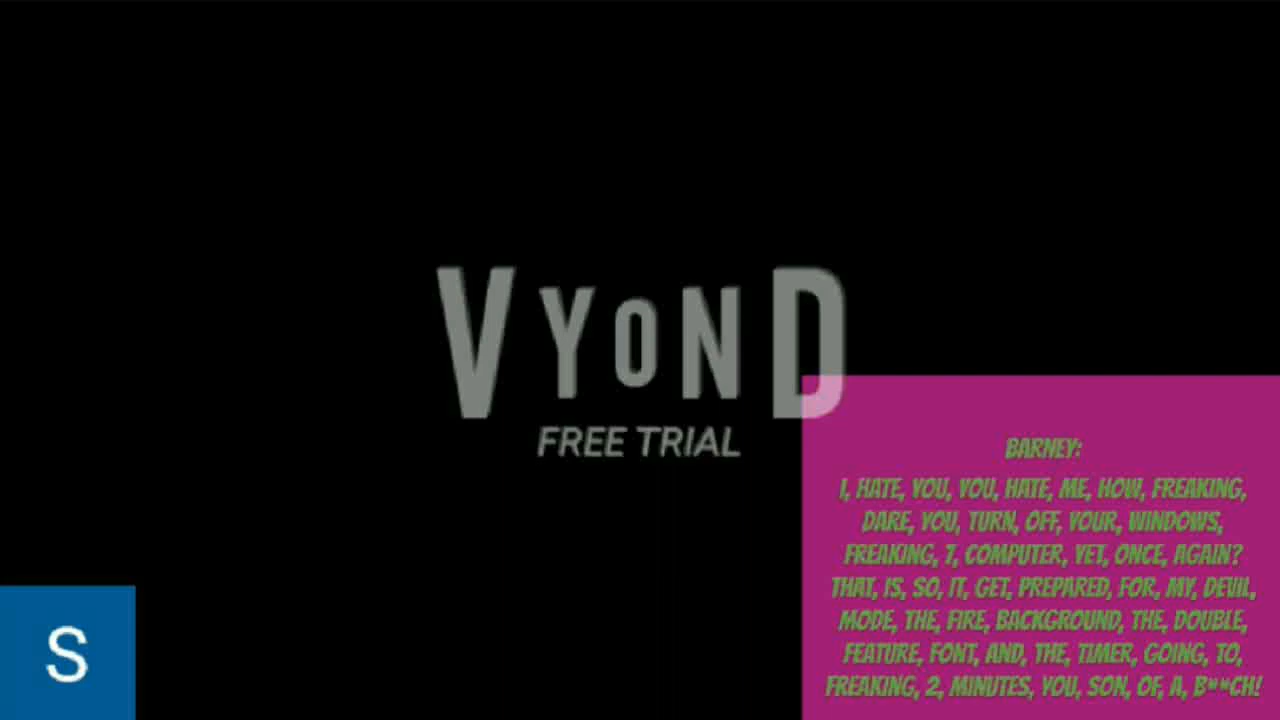 VYOND
FREE TRIAL
BARNEY:
I, HATE, YOU, YOU, HATE, ME, HOW, FREAKING,
DARE, YOU, TURN, OFF, YOUR, WINDOWS,
FREAKING, 7, COMPUTER, YET, ONCE, AGAIN?
THAT, IS, SO, IT, GET, PREPARED, FOR, MY, DEVIL,
MODE, THE, FIRE, BACKGROUND, THE, DOUBLE,
FEATURE, FONT, AND, THE, TIMER, GOING, TO,
FREAKING, 2, MINUTES, YOU, SON, OF, A, B**CH!
S